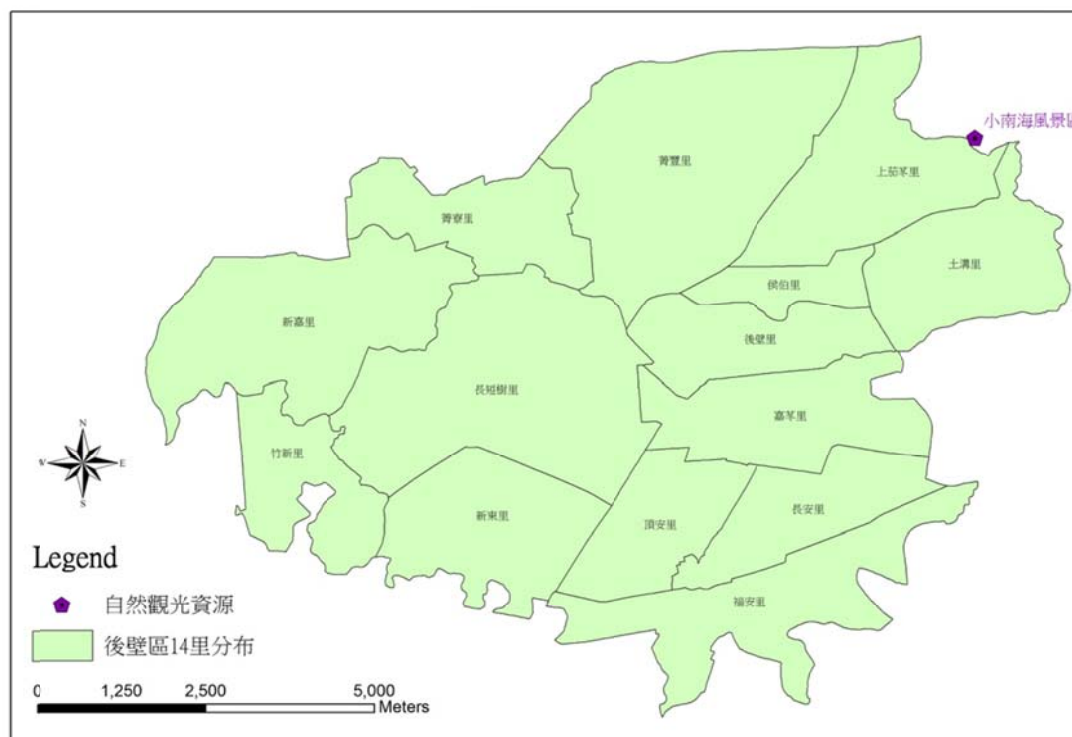 小南海風景區
菁豐里
上茄苳里
菁寮里
土溝里
侯伯里
新嘉里
後壁里
長短樹里
嘉苳里
竹新里
新東里
頂安里
長安里
福安里
N
W
E
S
Legend
自然觀光資源
後壁區14里分布
0 1,250 2,500 5,000
Meters